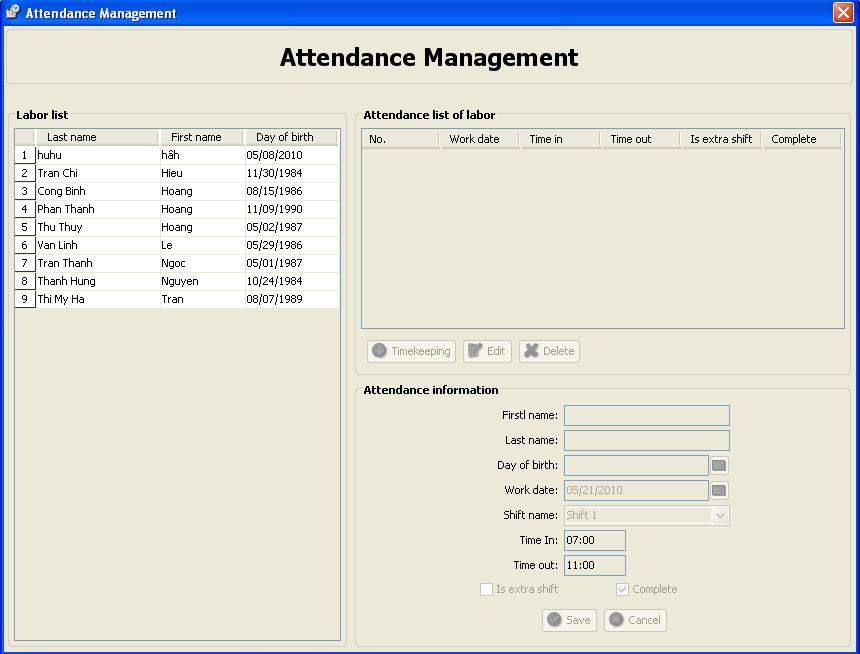 Attendance Management
Attendance Management
Labor list
Last name First name Day of birth
1 huhu hâh 05/08/2010
2 Tran Chi Hieu 11/30/1984
3 Cong Binh Hoang 08/15/1986
4 Phan Thanh Hoang 11/09/1990
5 Thu Thuy Hoang 05/02/1987
6 Van Linh Le 05/29/1986
7 Tran Thanh Ngoc 05/01/1987
8 Thanh Hung Nguyen 10/24/1984
9 Thi My Ha Tran 08/07/1989
Attendance list of labor
No. Work date Time in Time out Is extra shift Complete
Timekeeping Edit Delete
Attendance information
Firstl name:
Last name:
Day of birth:
Work date: 05/21/2010
Shift name: Shift 1
Time In: 07:00
Time out: 11:00
Is extra shift Complete
Save Cancel